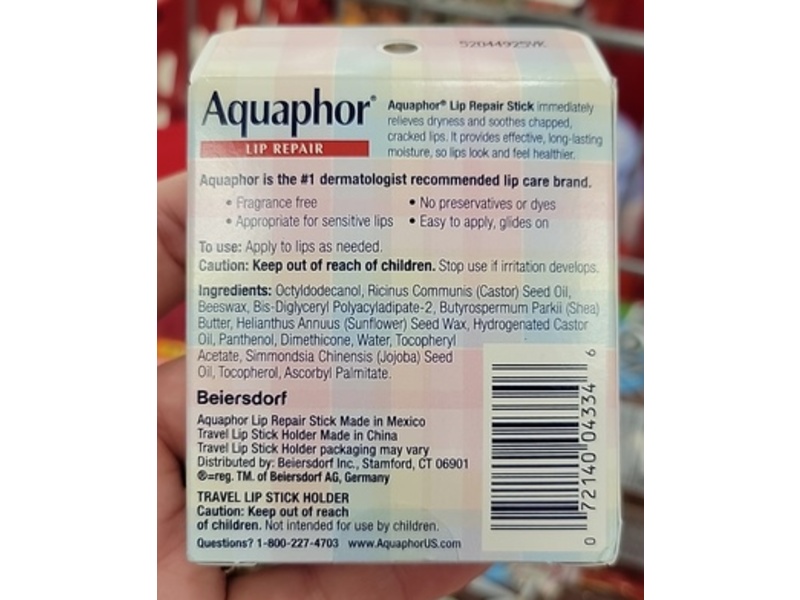 52044925VK
Aquaphor®
LIP REPAIR
Aquaphor® Lip Repair Stick immediately
relieves dryness and soothes chapped,
cracked lips. It provides effective, long-lasting
moisture, so lips look and feel healthier.
Aquaphor is the #1 dermatologist recommended lip care brand.
• Fragrance free
• No preservatives or dyes
• Appropriate for sensitive lips
• Easy to apply, glides on
To use: Apply to lips as needed.
Caution: Keep out of reach of children. Stop use if irritation develops.
Ingredients: Octyldodecanol, Ricinus Communis (Castor) Seed Oil,
Beeswax, Bis-Diglyceryl Polyacyladipate-2, Butyrospermum Parkii (Shea)
Butter, Helianthus Annuus (Sunflower) Seed Wax, Hydrogenated Castor
Oil, Panthenol, Dimethicone, Water, Tocopheryl
Acetate, Simmondsia Chinensis (Jojoba) Seed
Oil, Tocopherol, Ascorbyl Palmitate.
Beiersdorf
Aquaphor Lip Repair Stick Made in Mexico
Travel Lip Stick Holder Made in China
Travel Lip Stick Holder packaging may vary
Distributed by: Beiersdorf Inc., Stamford, CT 06901
®=reg. TM. of Beiersdorf AG, Germany
TRAVEL LIP STICK HOLDER
Caution: Keep out of reach
of children. Not intended for use by children.
Questions? 1-800-227-4703 www.AquaphorUS.com
0 72140 04334 6